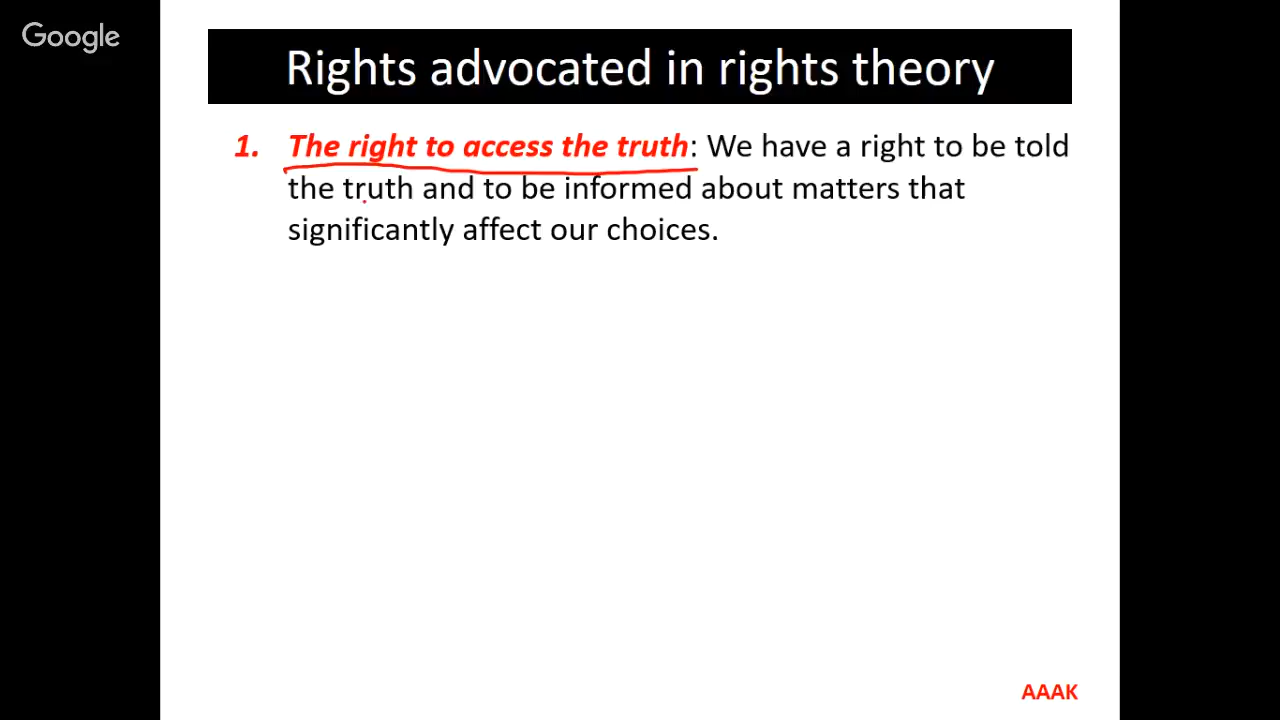 Google
Rights advocated in rights theory
1. The right to access the truth: We have a right to be told
the truth and to be informed about matters that
significantly affect our choices.
AAAK